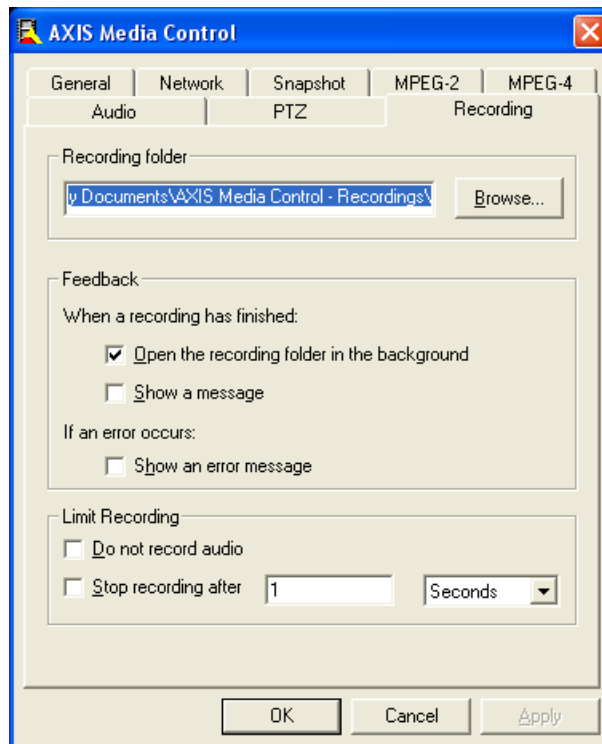 AXIS Media Control
General Network Snapshot MPEG-2 MPEG-4
Audio PTZ Recording
Recording folder
y Documents\AXIS Media Control - Recordings\ Browse...
Feedback
When a recording has finished:
Open the recording folder in the background
Show a message
If an error occurs:
Show an error message
Limit Recording
Do not record audio
Stop recording after 1 Seconds
OK Cancel Apply